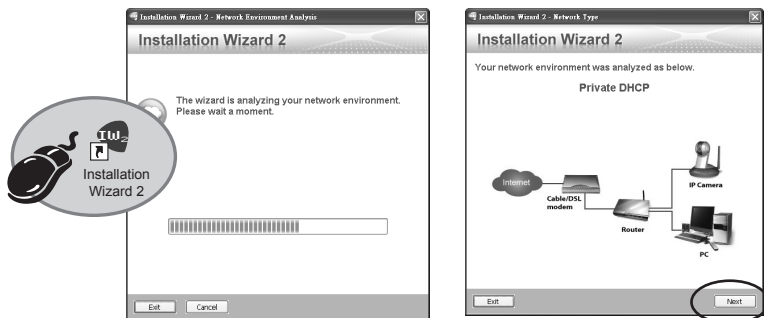 Installation Wizard 2 - Network Environment Analysis
Installation Wizard 2
The wizard is analyzing your network environment.
Please wait a moment.
IW2
Installation
Wizard 2
Exit
Cancel
Installation Wizard 2 - Network Type
Installation Wizard 2
Your network environment was analyzed as below.
Private DHCP
Internet
Cable/DSL
modem
Router
IP Camera
PC
Exit
Next